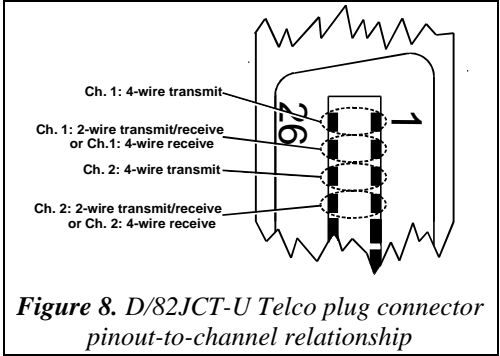 Ch. 1: 4-wire transmit
Ch. 1: 2-wire transmit/receive
or Ch.1: 4-wire receive
Ch. 2: 4-wire transmit
Ch. 2: 2-wire transmit/receive
or Ch. 2: 4-wire receive
26
1
Figure 8. D/82JCT-U Telco plug connector
pinout-to-channel relationship